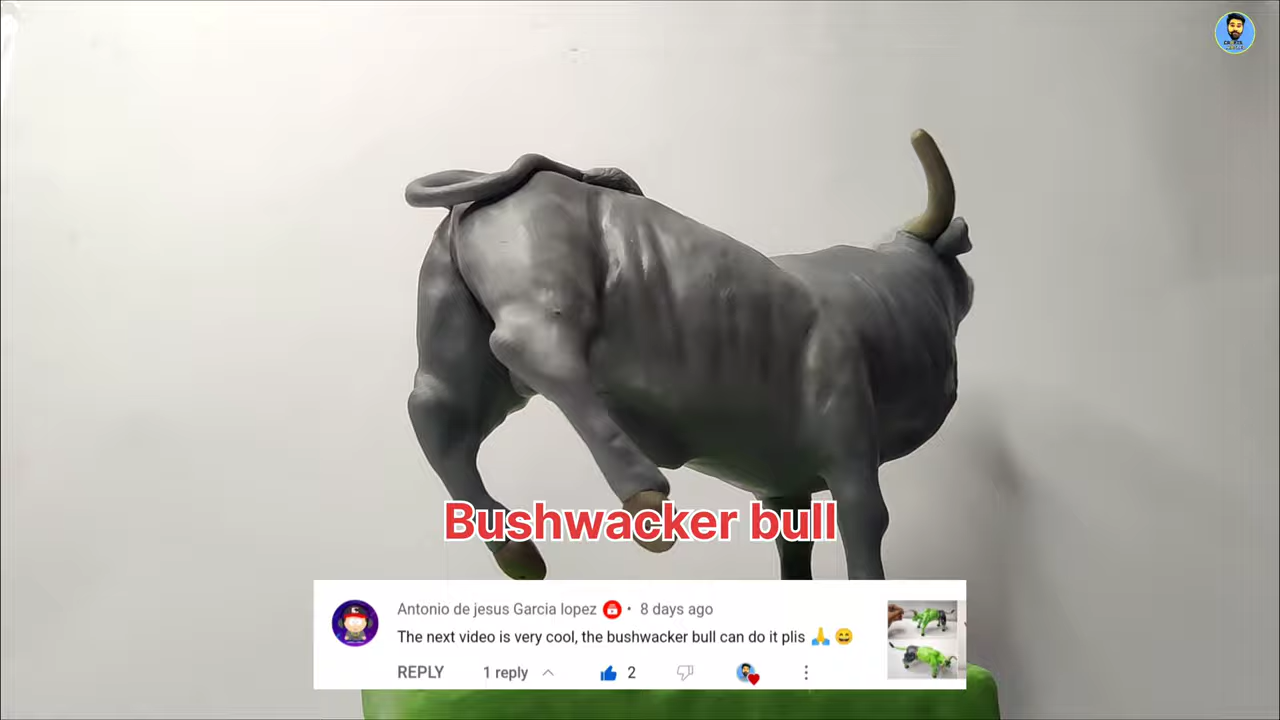 Bushwacker bull
Antonio de jesus Garcia lopez • 8 days ago
The next video is very cool, the bushwacker bull can do it plis 🙏 😄
REPLY 1 reply 2